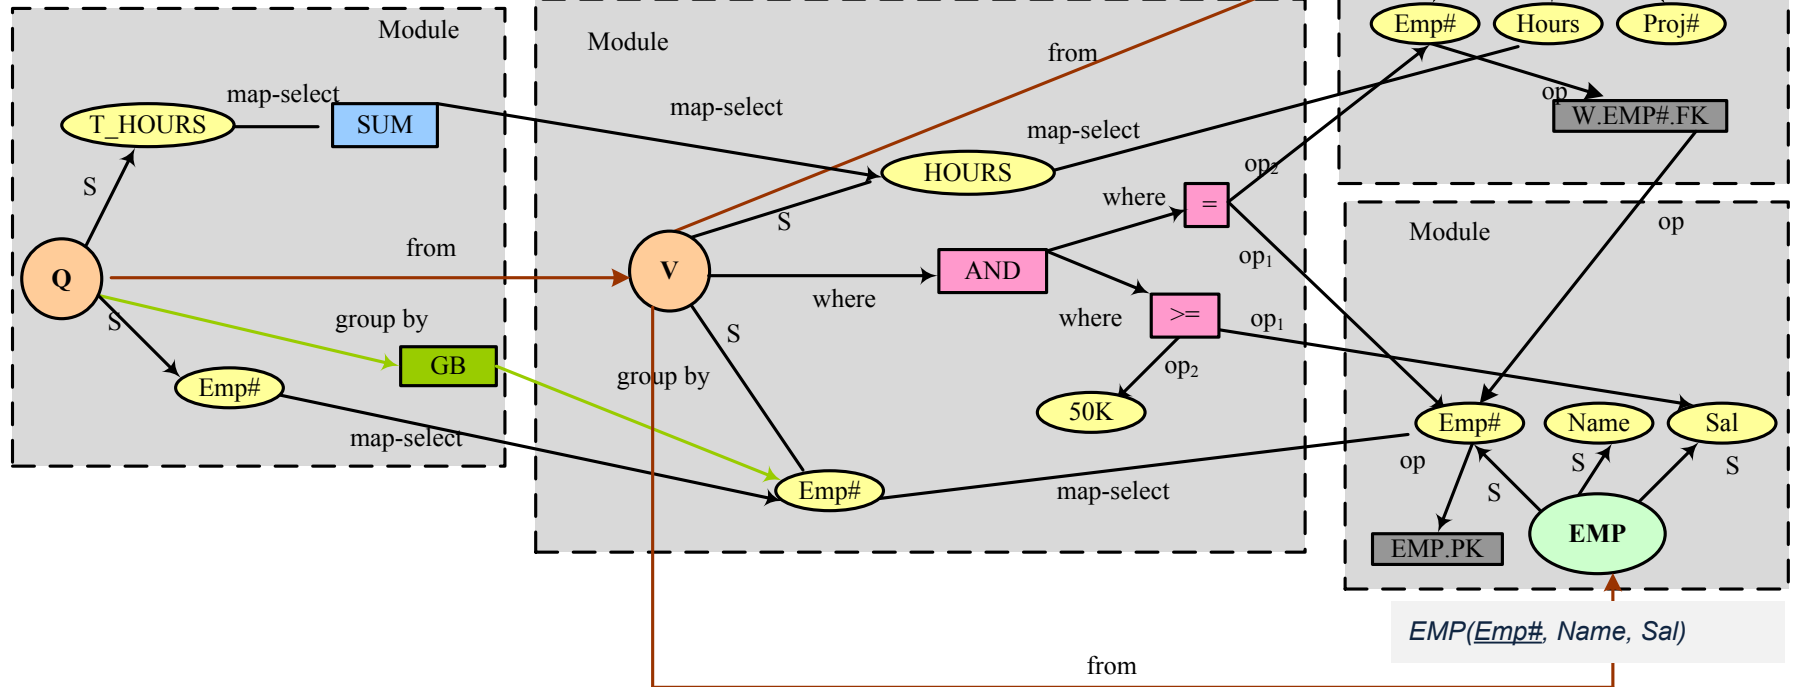 Module
map-select
T_HOURS
SUM
S
Q
from
S
group by
GB
Emp#
map-select
Module
from
map-select
map-select
HOURS
S
V
where
AND
where
=
op₂
op₁
where
>=
op₁
op₂
50K
S
group by
Emp#
map-select
Emp#
Hours
Proj#
op
W.EMP#.FK
op
Module
Emp#
Name
Sal
op
S
S
S
EMP.PK
EMP
EMP(Emp#, Name, Sal)
from